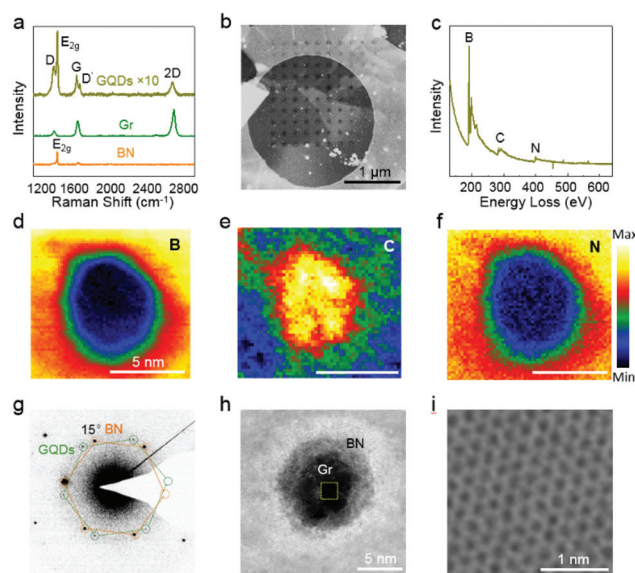 a
D
E2g
G
D'
2D
GQDs ×10
Gr
E2g
BN
1200 1600 2000 2400 2800
Raman Shift (cm-1)
Intensity
b
1 μm
c
B
C
N
200 300 400 500 600
Energy Loss (eV)
Intensity
d
B
5 nm
e
C
f
N
Max
Min
g
15° BN
GQDs
h
BN
Gr
5 nm
i
1 nm